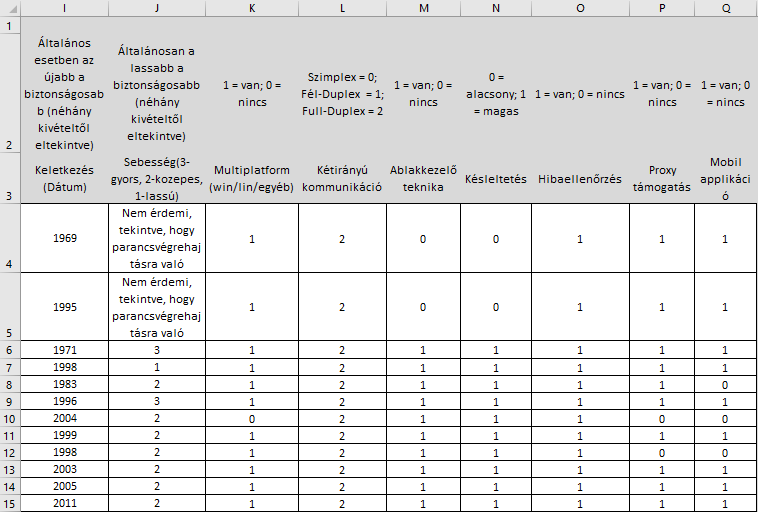 I J K L M N O P Q
1
2 Általános esetben az újabb a biztonságosabb (néhány kivételtől eltekintve) Általánosan a lassabb a biztonságosabb (néhány kivételtől eltekintve) 1 = van; 0 = nincs Szimplex = 0; Fél-Duplex = 1; Full-Duplex = 2 1 = van; 0 = nincs 0 = alacsony; 1 = magas 1 = van; 0 = nincs 1 = van; 0 = nincs 1 = van; 0 = nincs
3 Keletkezés (Dátum) Sebesség(3-gyors, 2-kozepes, 1-lassú) Multiplatform (win/lin/egyéb) Kétirányú kommunikáció Ablakkezelő teknika Késleltetés Hibaellenőrzés Proxy támogatás Mobil applikáció
4 1969 Nem érdemi, tekintve, hogy parancsvégrehajtásra való 1 2 0 0 1 1 1
5 1995 Nem érdemi, tekintve, hogy parancsvégrehajtásra való 1 2 0 0 1 1 1
6 1971 3 1 2 1 1 1 1 1
7 1998 1 1 2 1 1 1 1 1
8 1983 2 1 2 1 1 1 1 0
9 1996 3 1 2 1 1 1 1 1
10 2004 2 0 2 1 1 1 0 0
11 1999 2 1 2 1 1 1 1 1
12 1998 2 1 2 1 1 1 0 0
13 2003 2 1 2 1 1 1 1 1
14 2005 2 1 2 1 1 1 1 1
15 2011 2 1 2 1 1 1 1 1